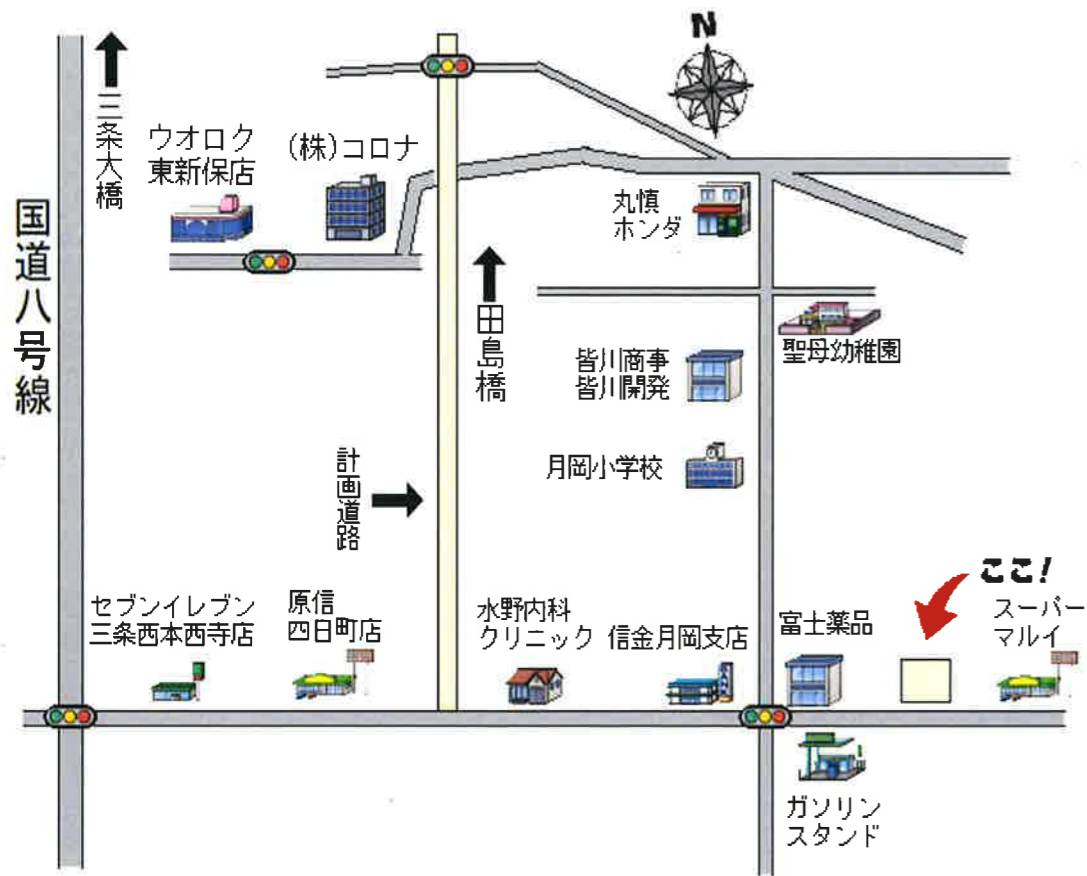 N
三条大橋
ウオロク
東新保店
(株)コロナ
国道八号線
丸慎
ホンダ
田島橋
聖母幼稚園
皆川商事
皆川開発
月岡小学校
計画道路
ここ!
セブンイレブン
三条西本西寺店
原信
四日町店
水野内科
クリニック
信金月岡支店
富士薬品
スーパー
マルイ
ガソリン
スタンド